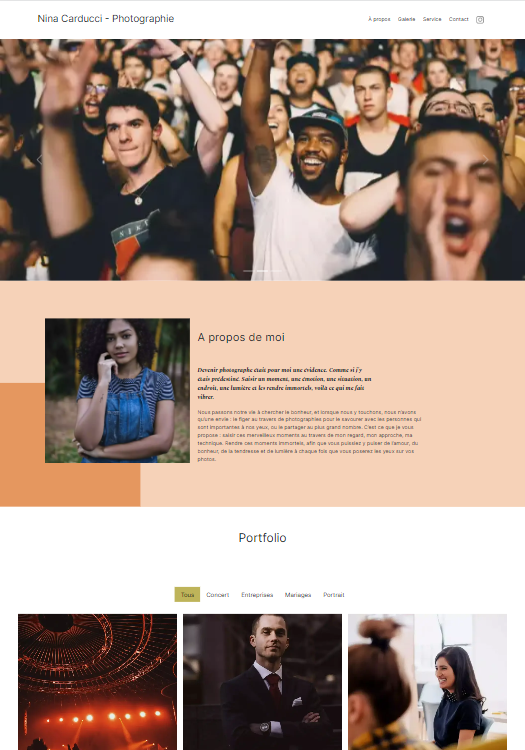 Nina Carducci - Photographie
À propos Galerie Service Contact
A propos de moi
Devenir photographe était pour moi une évidence. Comme si j'y
étais prédestiné. Saisir un moment, une émotion, une situation, un
endroit, une lumière et les rendre immortels, voilà ce qui me fait
vibrer.
Nous passons notre vie à chercher le bonheur, et lorsque nous y touchons, nous n'avons
qu'une envie : le figer au travers de photographies pour le savourer avec les personnes qui
sont importantes à nos yeux, ou le partager au plus grand nombre. C'est ce que je vous
propose : saisir ces merveilleux moments au travers de mon regard, mon approche, ma
technique. Rendre ces moments immortels, afin que vous puissiez y puiser de l'amour, du
bonheur, de la tendresse et de lumière à chaque fois que vous poserez les yeux sur vos
photos.
Portfolio
Tous Concert Entreprises Mariages Portrait